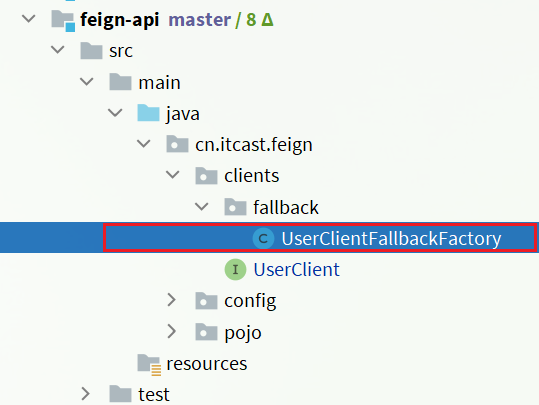 feign-api master / 8 Δ
src
main
java
cn.itcast.feign
clients
fallback
C UserClientFallbackFactory
I UserClient
config
pojo
resources
test